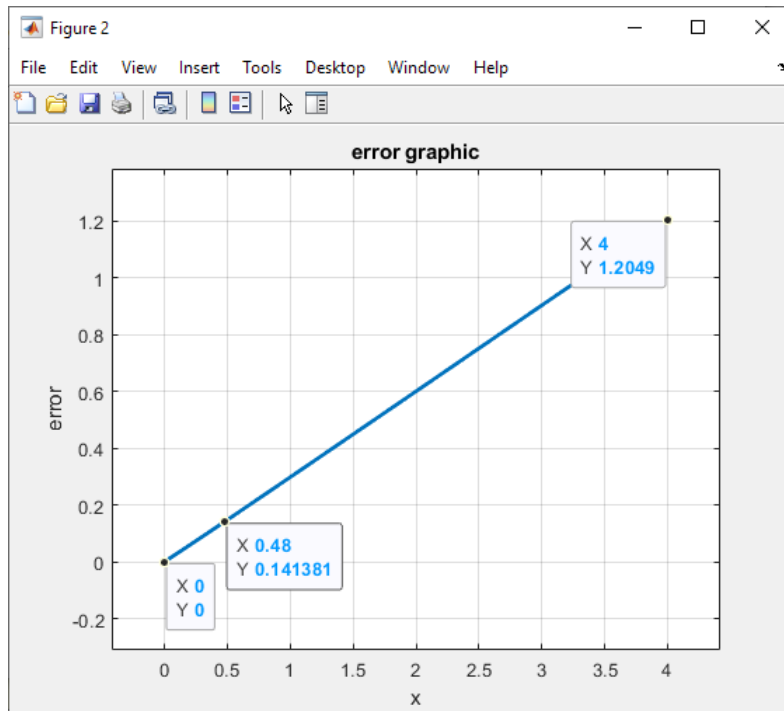 Figure 2
File Edit View Insert Tools Desktop Window Help
error graphic
1.2
1
0.8
0.6
0.4
0.2
0
-0.2
error
X 4
Y 1.2049
X 0.48
Y 0.141381
X 0
Y 0
0 0.5 1 1.5 2 2.5 3 3.5 4
x